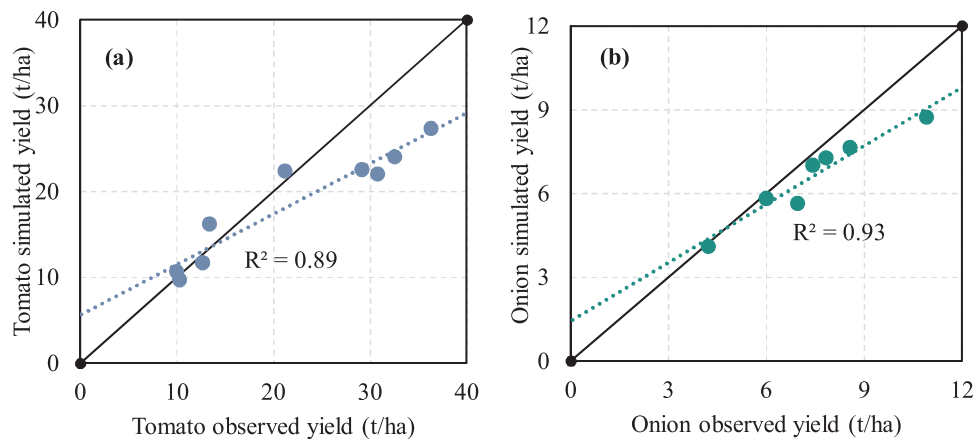 (a)
Tomato simulated yield (t/ha)
40
30
20
10
0
R² = 0.89
0 10 20 30 40
Tomato observed yield (t/ha)
(b)
Onion simulated yield (t/ha)
12
9
6
3
0
R² = 0.93
0 3 6 9 12
Onion observed yield (t/ha)